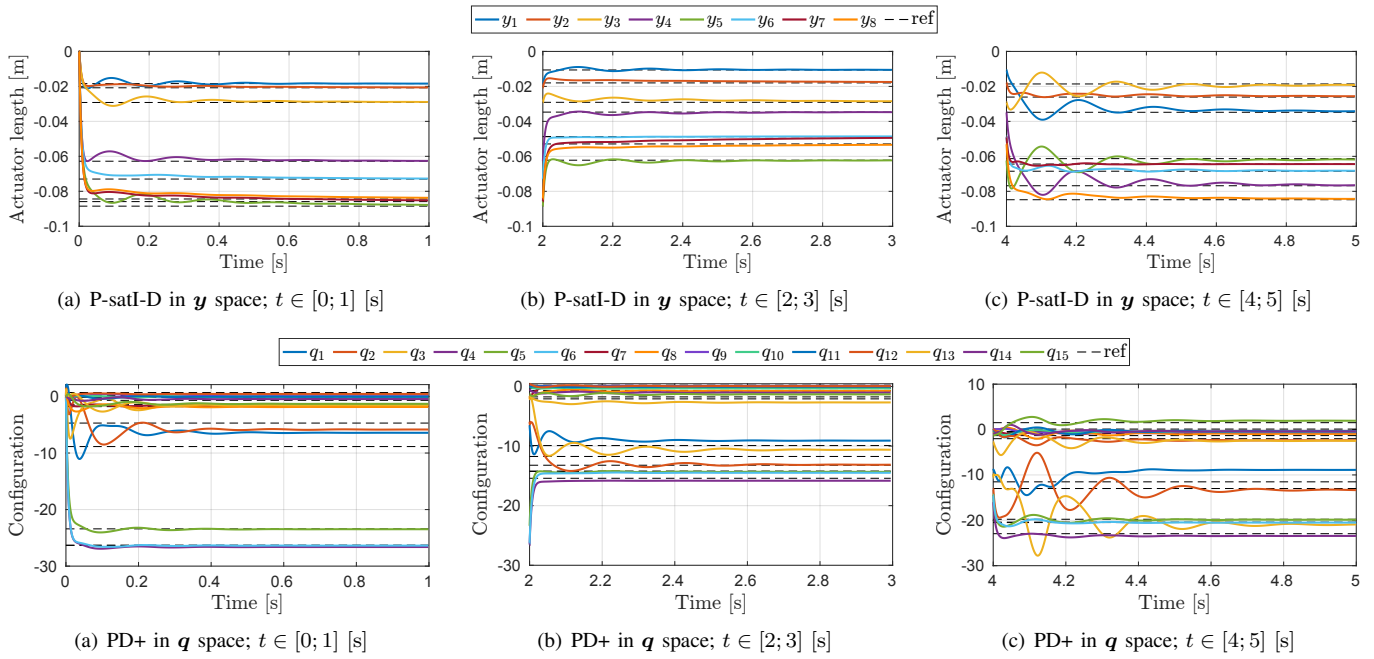 y1 y2 y3 y4 y5 y6 y7 y8 ref
Actuator length [m]
0
-0.02
-0.04
-0.06
-0.08
-0.1
0 0.2 0.4 0.6 0.8 1
Time [s]
(a) P-satI-D in y space; t ∈ [0; 1] [s]
Actuator length [m]
0
-0.02
-0.04
-0.06
-0.08
-0.1
2 2.2 2.4 2.6 2.8 3
Time [s]
(b) P-satI-D in y space; t ∈ [2; 3] [s]
Actuator length [m]
0
-0.02
-0.04
-0.06
-0.08
-0.1
4 4.2 4.4 4.6 4.8 5
Time [s]
(c) P-satI-D in y space; t ∈ [4; 5] [s]
q1 q2 q3 q4 q5 q6 q7 q8 q9 q10 q11 q12 q13 q14 q15 ref
Configuration
0
-10
-20
-30
0 0.2 0.4 0.6 0.8 1
Time [s]
(a) PD+ in q space; t ∈ [0; 1] [s]
Configuration
0
-5
-10
-15
-20
-25
-30
2 2.2 2.4 2.6 2.8 3
Time [s]
(b) PD+ in q space; t ∈ [2; 3] [s]
Configuration
10
0
-10
-20
-30
4 4.2 4.4 4.6 4.8 5
Time [s]
(c) PD+ in q space; t ∈ [4; 5] [s]